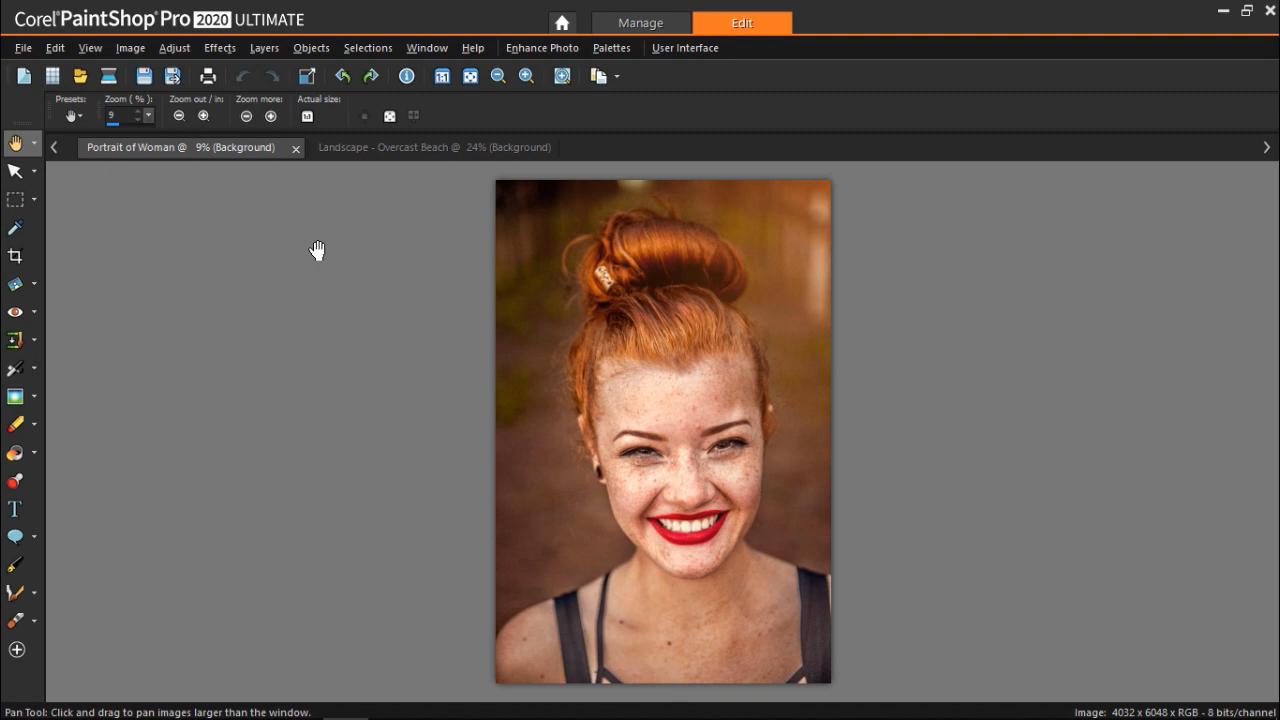 Corel®PaintShop®Pro 2020 ULTIMATE
Manage
Edit
File Edit View Image Adjust Effects Layers Objects Selections Window Help Enhance Photo Palettes User Interface
Presets: Zoom ( % ): Zoom out / in: Zoom more: Actual size:
9
Portrait of Woman @ 9% (Background)
Landscape - Overcast Beach @ 24% (Background)
T
Pan Tool: Click and drag to pan images larger than the window.
Image: 4032 x 6048 x RGB - 8 bits/channel